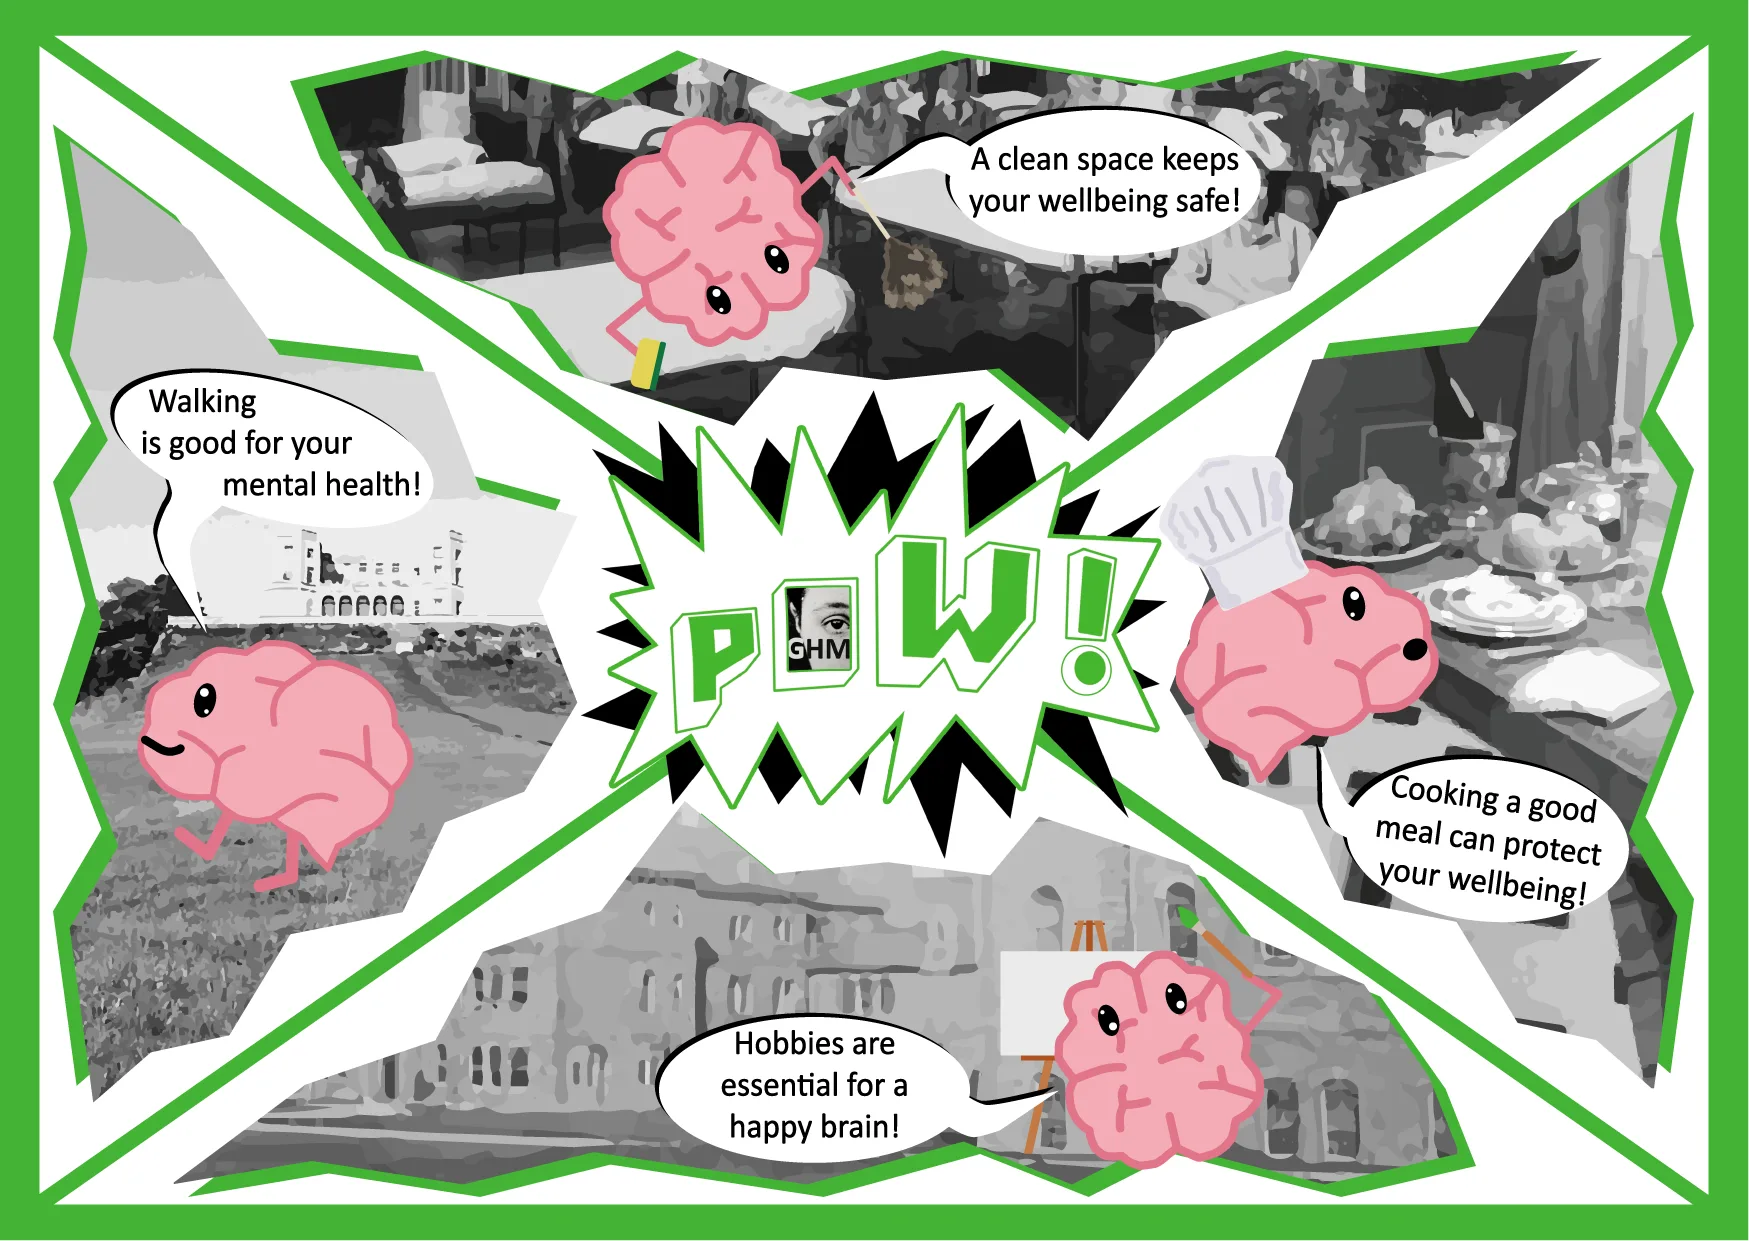 A clean space keeps
your wellbeing safe!
Walking
is good for your
mental health!
POW!
GHM
Cooking a good
meal can protect
your wellbeing!
Hobbies are
essential for a
happy brain!